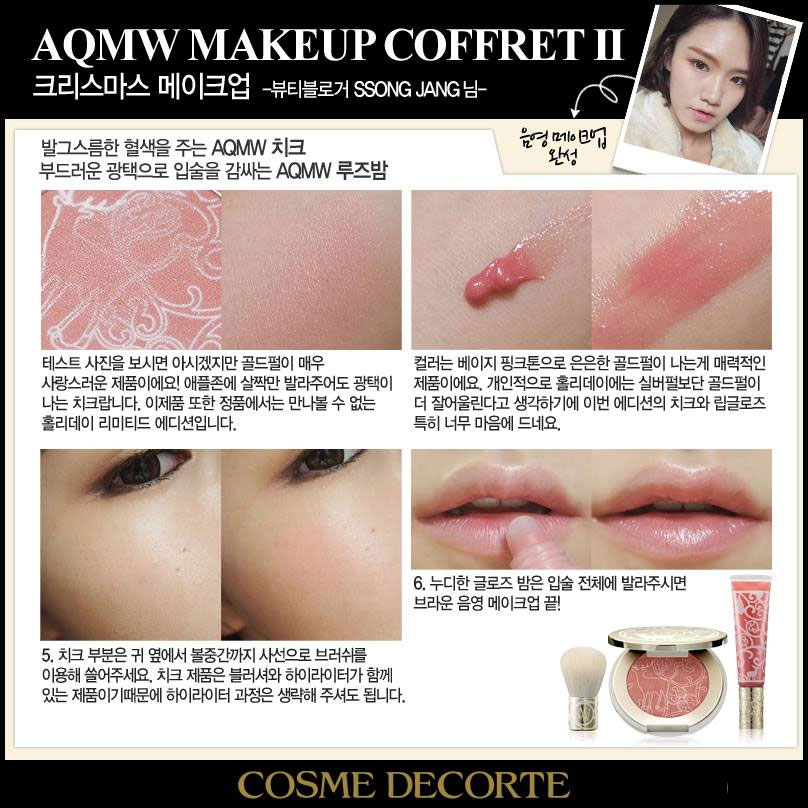 AQMW MAKEUP COFFRET II
크리스마스 메이크업 -뷰티블로거 SSONG JANG 님-
음영 메이크업
완성
발그스름한 혈색을 주는 AQMW 치크
부드러운 광택으로 입술을 감싸는 AQMW 루즈밤
테스트 사진을 보시면 아시겠지만 골드펄이 매우
사랑스러운 제품이에요! 애플존에 살짝만 발라주어도 광택이
나는 치크랍니다. 이제품 또한 정품에서는 만나볼 수 없는
홀리데이 리미티드 에디션입니다.
컬러는 베이지 핑크톤으로 은은한 골드펄이 나는게 매력적인
제품이에요. 개인적으로 홀리데이에는 실버펄보단 골드펄이
더 잘어울린다고 생각하기에 이번 에디션의 치크와 립글로즈
특히 너무 마음에 드네요.
5. 치크 부분은 귀 옆에서 볼중간까지 사선으로 브러쉬를
이용해 쓸어주세요. 치크 제품은 블러셔와 하이라이터가 함께
있는 제품이기때문에 하이라이터 과정은 생략해 주셔도 됩니다.
6. 누디한 글로즈 밤은 입술 전체에 발라주시면
브라운 음영 메이크업 끝!
COSME DECORTE